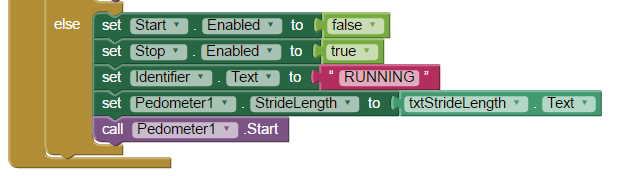 else set Start . Enabled to false
set Stop . Enabled to true
set Identifier . Text to “ RUNNING ”
set Pedometer1 . StrideLength to txtStrideLength . Text
call Pedometer1 .Start